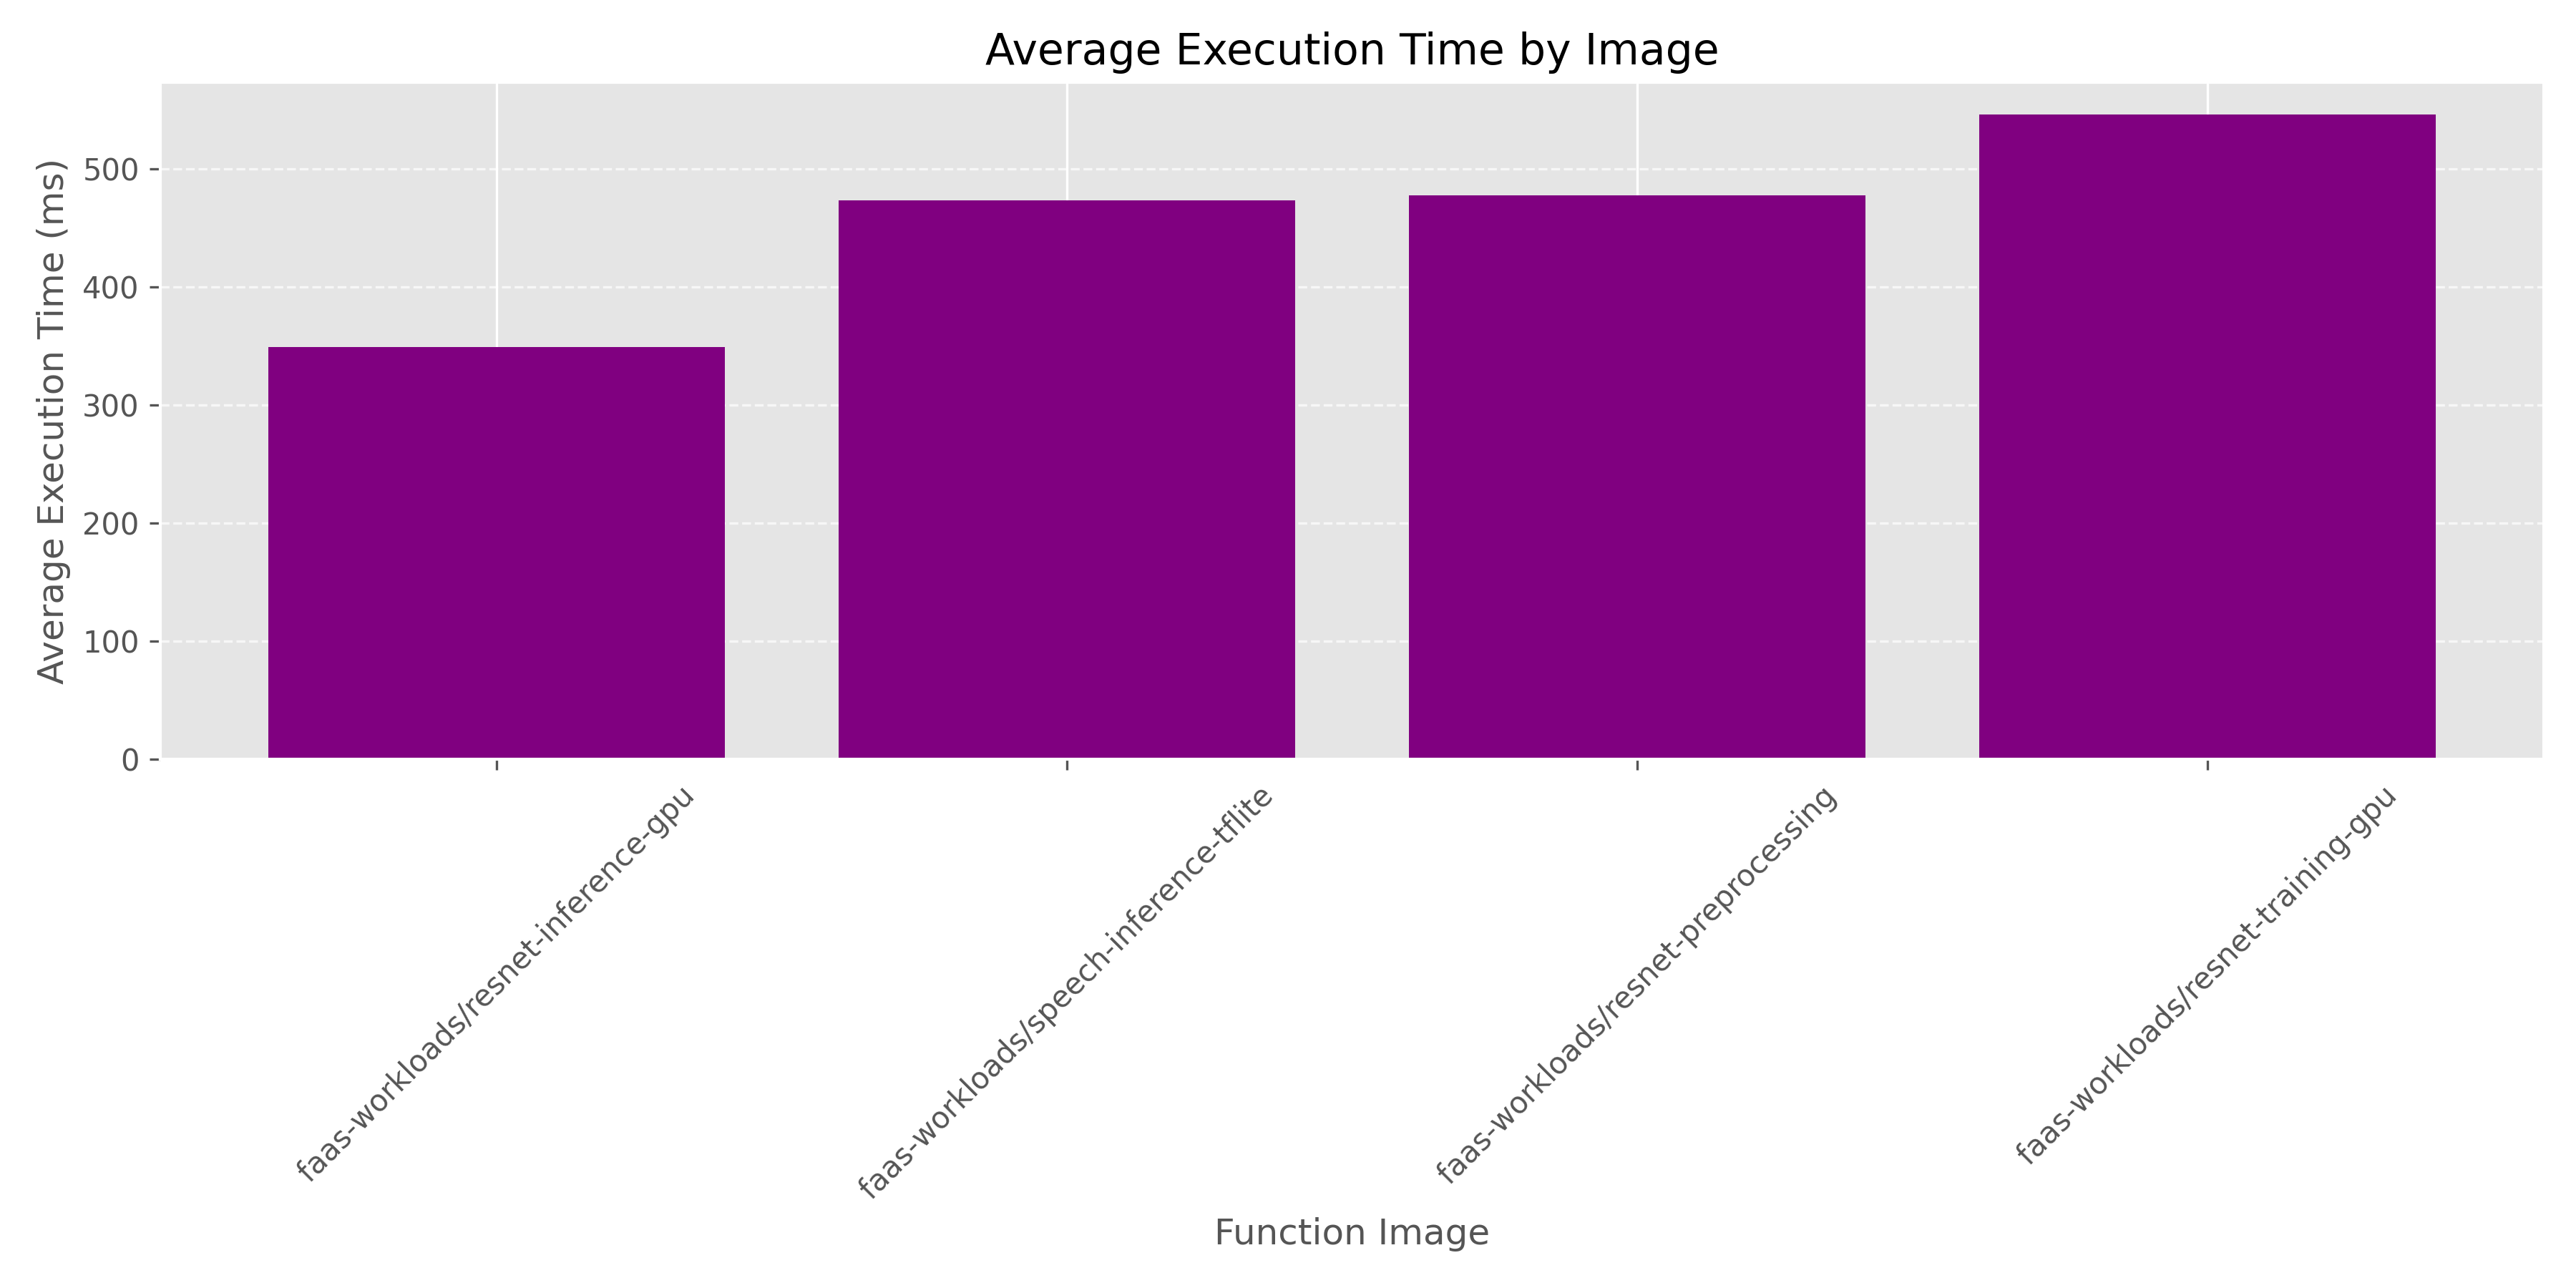 Average Execution Time by Image
Average Execution Time (ms)
500
400
300
200
100
0
faas-workloads/resnet-inference-gpu
faas-workloads/speech-inference-tflite
faas-workloads/resnet-preprocessing
faas-workloads/resnet-training-gpu
Function Image